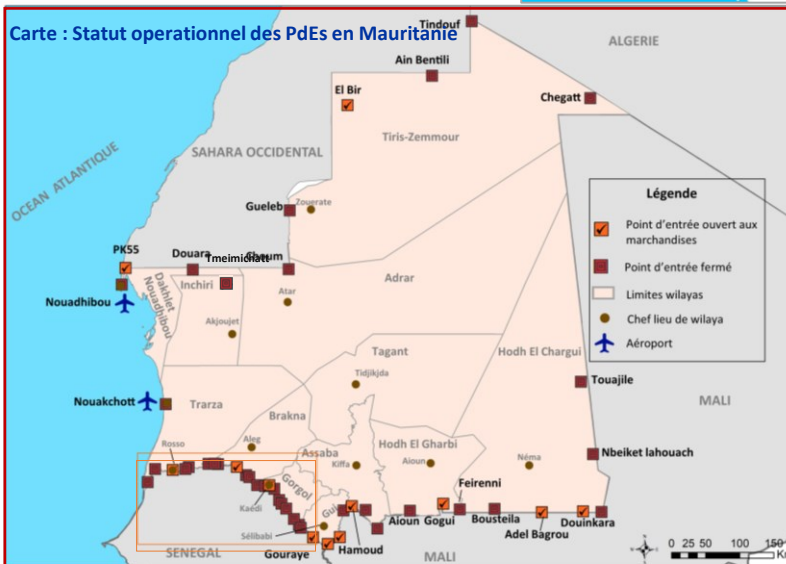 Carte : Statut operationnel des PdEs en Mauritanie
Tindouf
ALGERIE
Ain Bentili
El Bir
Chegatt
Tiris-Zemmour
SAHARA OCCIDENTAL
OCEAN ATLANTIQUE
Gueleb
Zouerate
Légende
Point d'entrée ouvert aux
marchandises
Point d'entrée fermé
Limites wilayas
Chef lieu de wilaya
Aéroport
PK55
Douara
Tmeimichatt
Choum
Dakhlet
Nouadhibou
Inchiri
Adrar
Atar
Nouadhibou
Akjoujet
Tagant
Hodh El Chargui
Tidjikjda
Touajile
MALI
Nouakchott
Trarza
Brakna
Rosso
Aleg
Assaba
Hodh El Gharbi
Kiffa
Aioun
Néma
Nbeiket lahouach
Gorgol
Kaedi
Feirenni
Gui
Sélibabi
Aioun
Gogui
Bousteila
Douinkara
Adel Bagrou
SENEGAL
Gouraye
Hamoud
MALI
0 25 50 100 150
Km